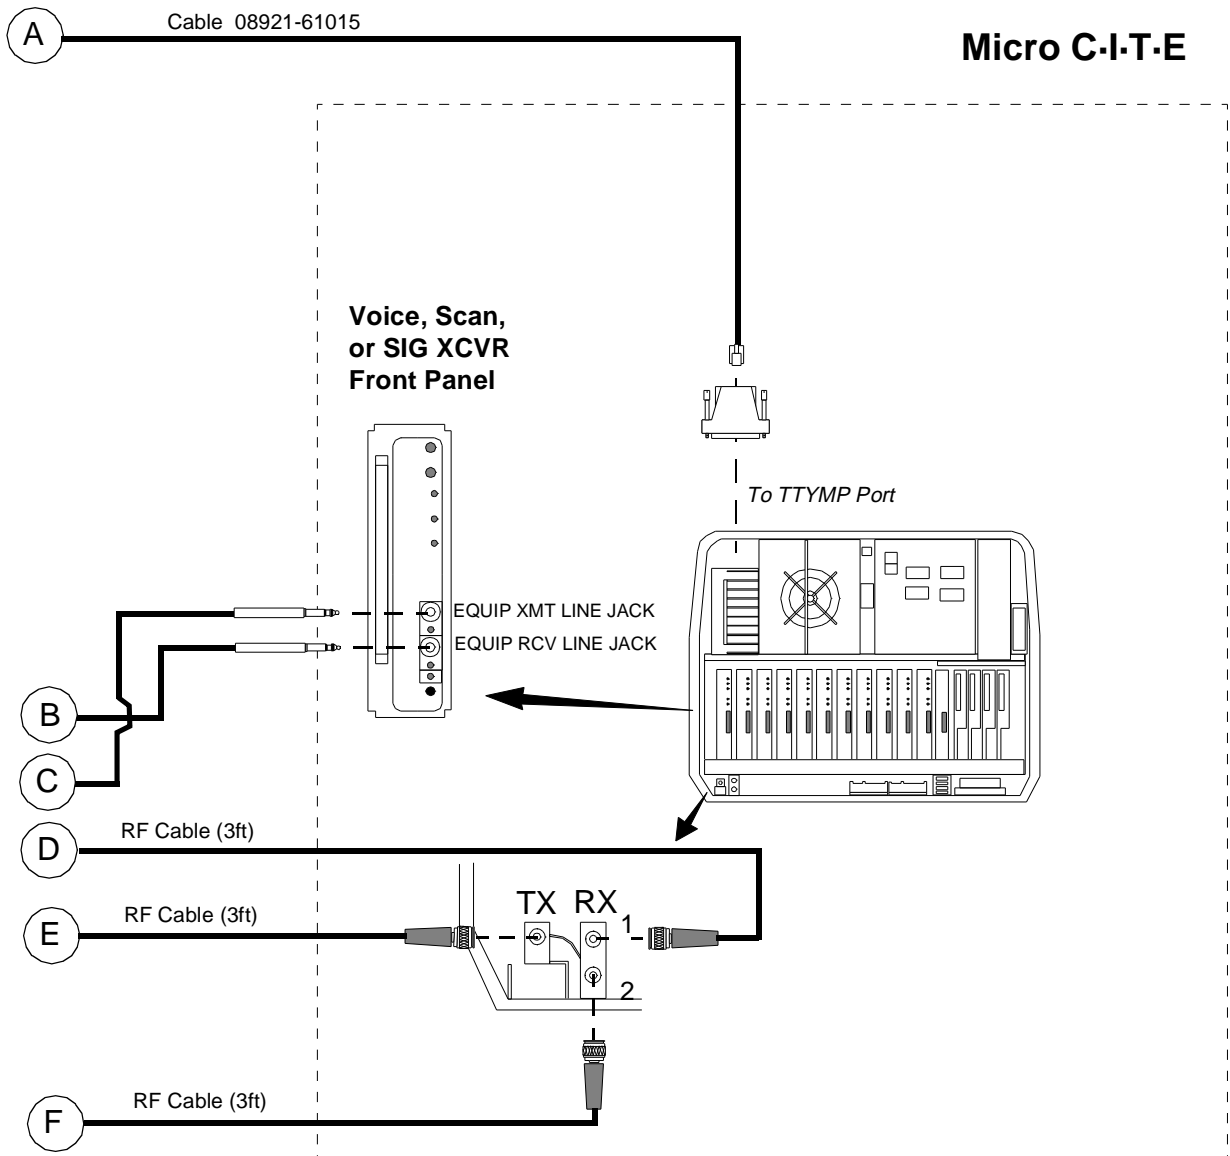 A
Cable 08921-61015
Micro C·I·T·E
Voice, Scan,
or SIG XCVR
Front Panel
To TTYMP Port
EQUIP XMT LINE JACK
EQUIP RCV LINE JACK
B
C
D
RF Cable (3ft)
E
RF Cable (3ft)
TX RX
1
2
F
RF Cable (3ft)